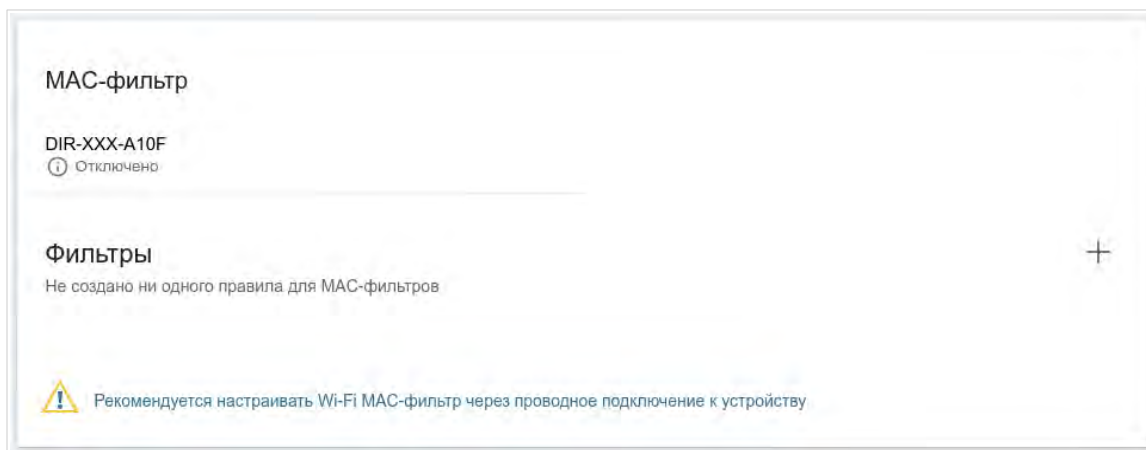 MAC-фильтр
DIR-XXX-A10F
Отключено
Фильтры
Не создано ни одного правила для MAC-фильтров
Рекомендуется настраивать Wi-Fi MAC-фильтр через проводное подключение к устройству